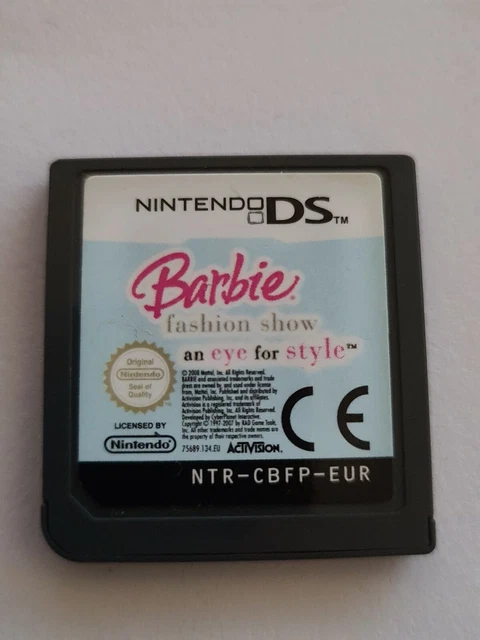 NINTENDO DS™
Barbie®
fashion show
an eye for style™
Original
Nintendo
Seal of
Quality
LICENSED BY
Nintendo®
© 2008 Mattel, Inc. All Rights Reserved.
BARBIE and associated trademarks and trade
dress are owned by, and used under license
from, Mattel, Inc. Published and distributed by
Activision Publishing, Inc. and its affiliates.
Activision is a registered trademark of
Activision Publishing, Inc. All rights reserved.
Developed by CyberPlanet Interactive.
Copyright © 1997-2007 by RAD Game Tools,
Inc. All other trademarks and trade names are
the property of their respective owners.
75689.134.EU
ACTIVISION
CE
NTR-CBFP-EUR